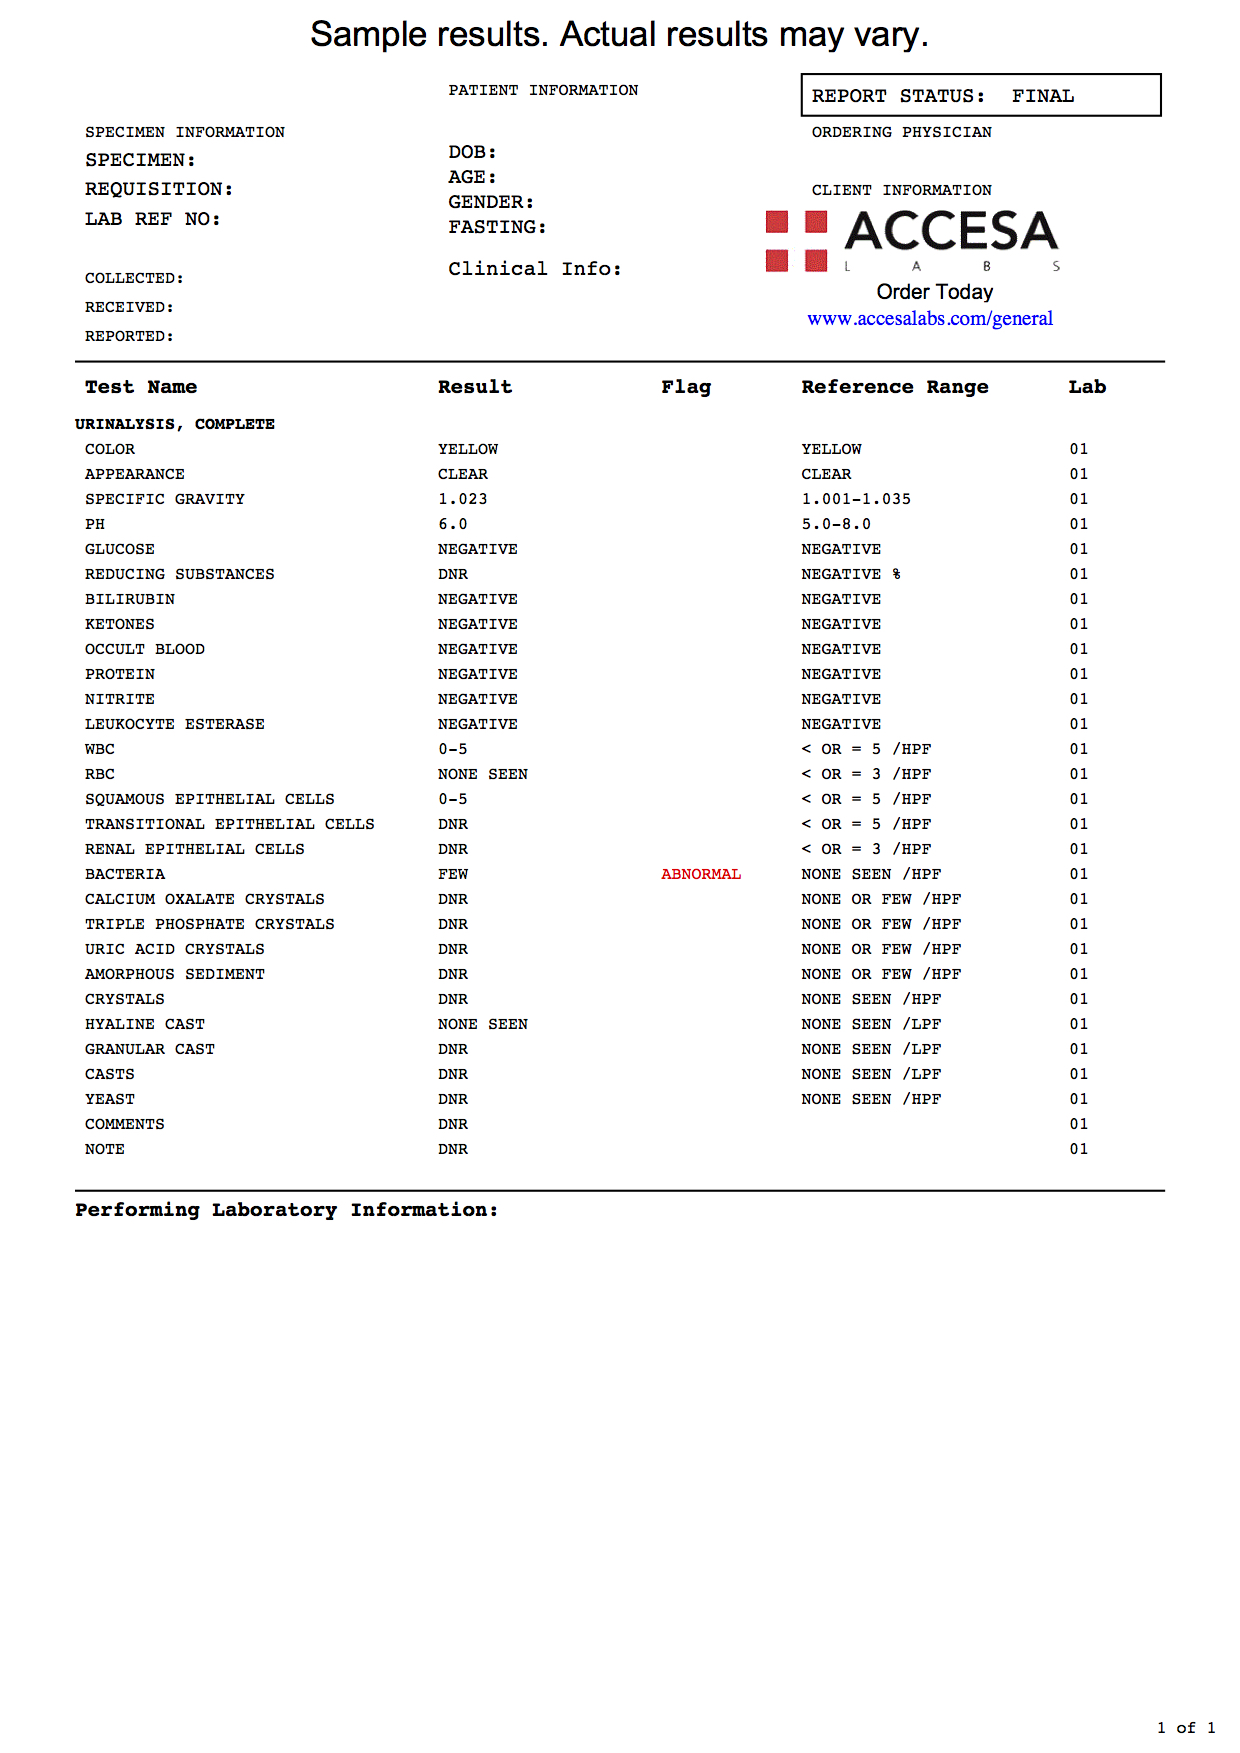 Sample results. Actual results may vary.
PATIENT INFORMATION
REPORT STATUS: FINAL
SPECIMEN INFORMATION
ORDERING PHYSICIAN
SPECIMEN:
DOB:
REQUISITION:
AGE:
CLIENT INFORMATION
GENDER:
LAB REF NO:
FASTING:
ACCESA
LABS
Clinical Info:
COLLECTED:
Order Today
RECEIVED:
www.accesalabs.com/general
REPORTED:
Test Name Result Flag Reference Range Lab
URINALYSIS, COMPLETE
COLOR YELLOW YELLOW 01
APPEARANCE CLEAR CLEAR 01
SPECIFIC GRAVITY 1.023 1.001-1.035 01
PH 6.0 5.0-8.0 01
GLUCOSE NEGATIVE NEGATIVE 01
REDUCING SUBSTANCES DNR NEGATIVE % 01
BILIRUBIN NEGATIVE NEGATIVE 01
KETONES NEGATIVE NEGATIVE 01
OCCULT BLOOD NEGATIVE NEGATIVE 01
PROTEIN NEGATIVE NEGATIVE 01
NITRITE NEGATIVE NEGATIVE 01
LEUKOCYTE ESTERASE NEGATIVE NEGATIVE 01
WBC 0-5 < OR = 5 /HPF 01
RBC NONE SEEN < OR = 3 /HPF 01
SQUAMOUS EPITHELIAL CELLS 0-5 < OR = 5 /HPF 01
TRANSITIONAL EPITHELIAL CELLS DNR < OR = 5 /HPF 01
RENAL EPITHELIAL CELLS DNR < OR = 3 /HPF 01
BACTERIA FEW ABNORMAL NONE SEEN /HPF 01
CALCIUM OXALATE CRYSTALS DNR NONE OR FEW /HPF 01
TRIPLE PHOSPHATE CRYSTALS DNR NONE OR FEW /HPF 01
URIC ACID CRYSTALS DNR NONE OR FEW /HPF 01
AMORPHOUS SEDIMENT DNR NONE OR FEW /HPF 01
CRYSTALS DNR NONE SEEN /HPF 01
HYALINE CAST NONE SEEN NONE SEEN /LPF 01
GRANULAR CAST DNR NONE SEEN /LPF 01
CASTS DNR NONE SEEN /LPF 01
YEAST DNR NONE SEEN /HPF 01
COMMENTS DNR 01
NOTE DNR 01
Performing Laboratory Information:
1 of 1